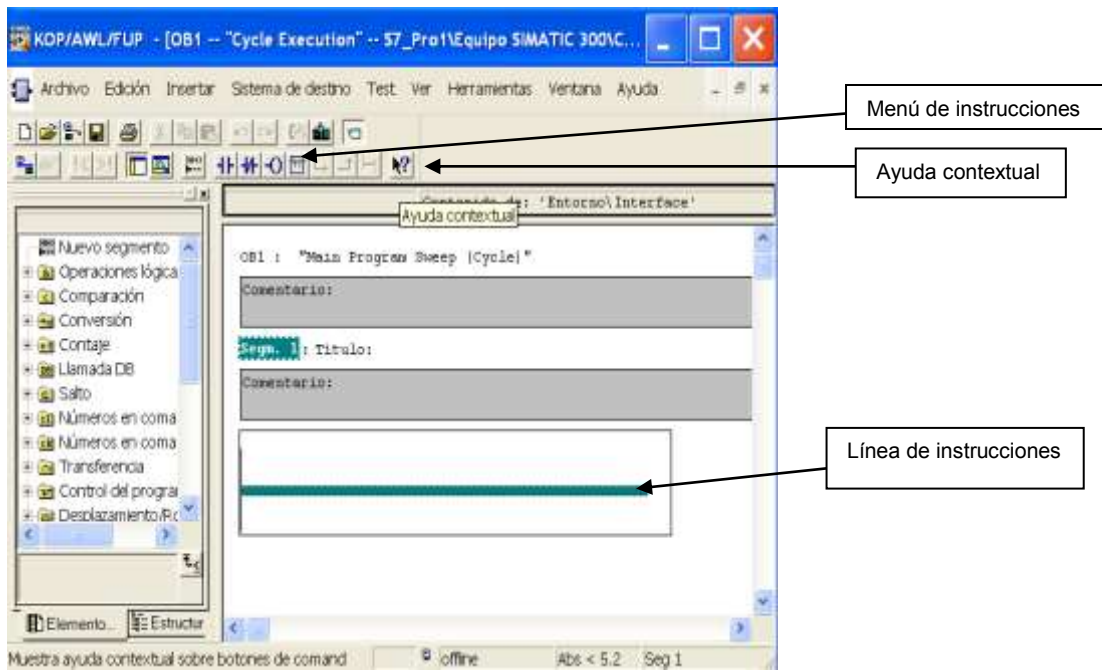 KOP/AWL/FUP - [OB1 -- "Cycle Execution" -- S7_Pro1\Equipo SIMATIC 300\C...
Archivo Edición Insertar Sistema de destino Test Ver Herramientas Ventana Ayuda
Menú de instrucciones
Ayuda contextual
Contenido de: 'Entorno\Interface'
Ayuda contextual
Nuevo segmento
Operaciones lógica
Comparación
Conversión
Contaje
Llamada DB
Salto
Números en coma
Números en coma
Transferencia
Control del prograr
Desplazamiento/Rc
OB1 : "Main Program Sweep (Cycle)"
Comentario:
Segm. 1: Título:
Comentario:
Línea de instrucciones
Elemento... Estructur
Muestra ayuda contextual sobre botones de comand offline Abs < 5.2 Seg 1